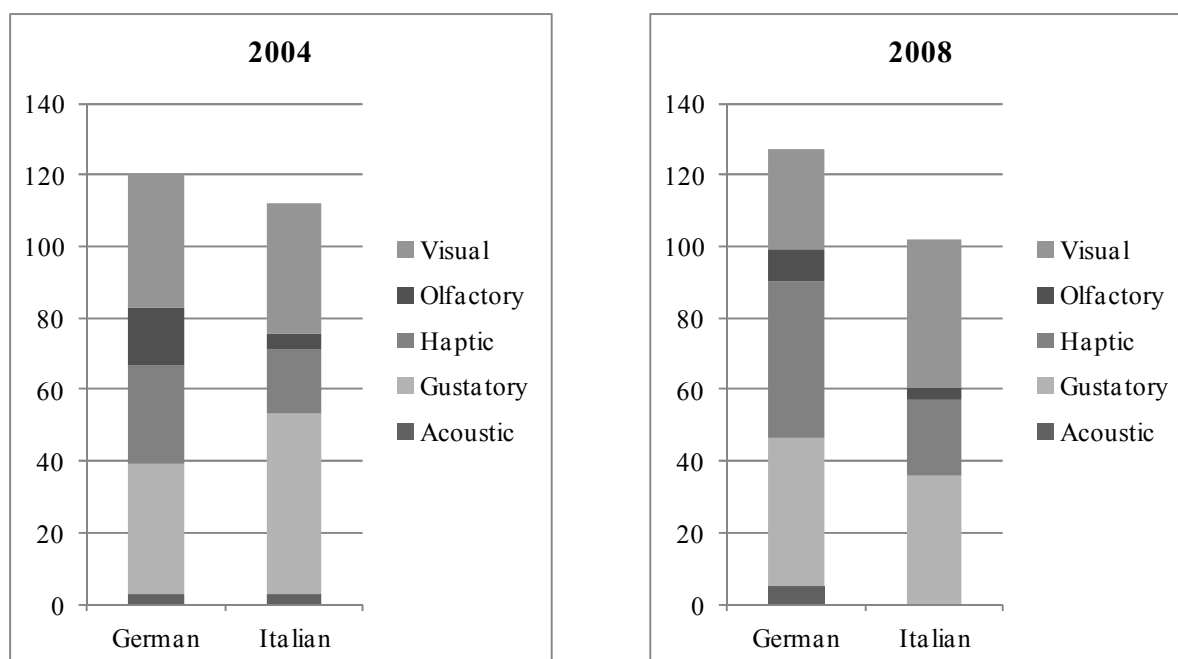 2004
140
120
100
80
60
40
20
0
German Italian
Visual
Olfactory
Haptic
Gustatory
Acoustic
2008
140
120
100
80
60
40
20
0
German Italian
Visual
Olfactory
Haptic
Gustatory
Acoustic